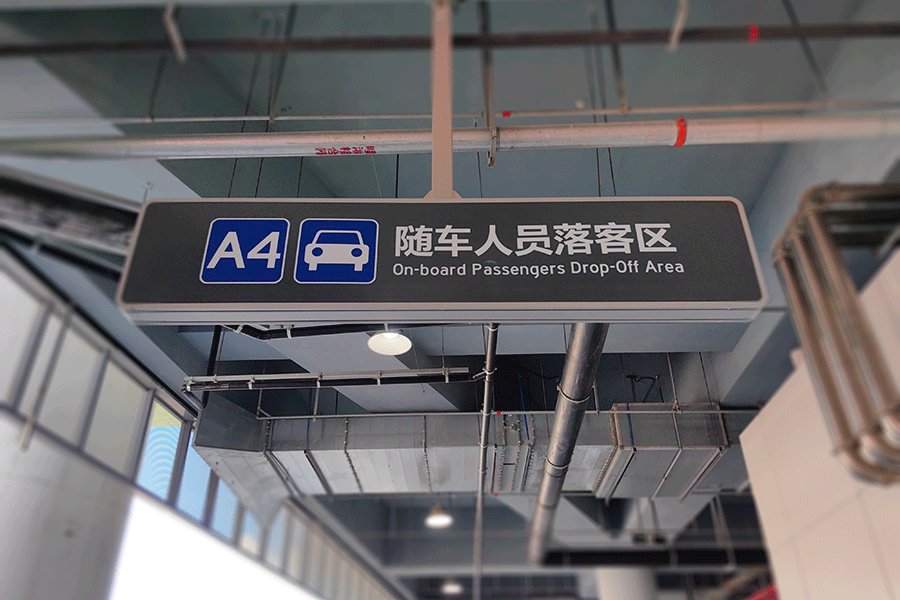 A4
随车人员落客区
On-board Passengers Drop-Off Area